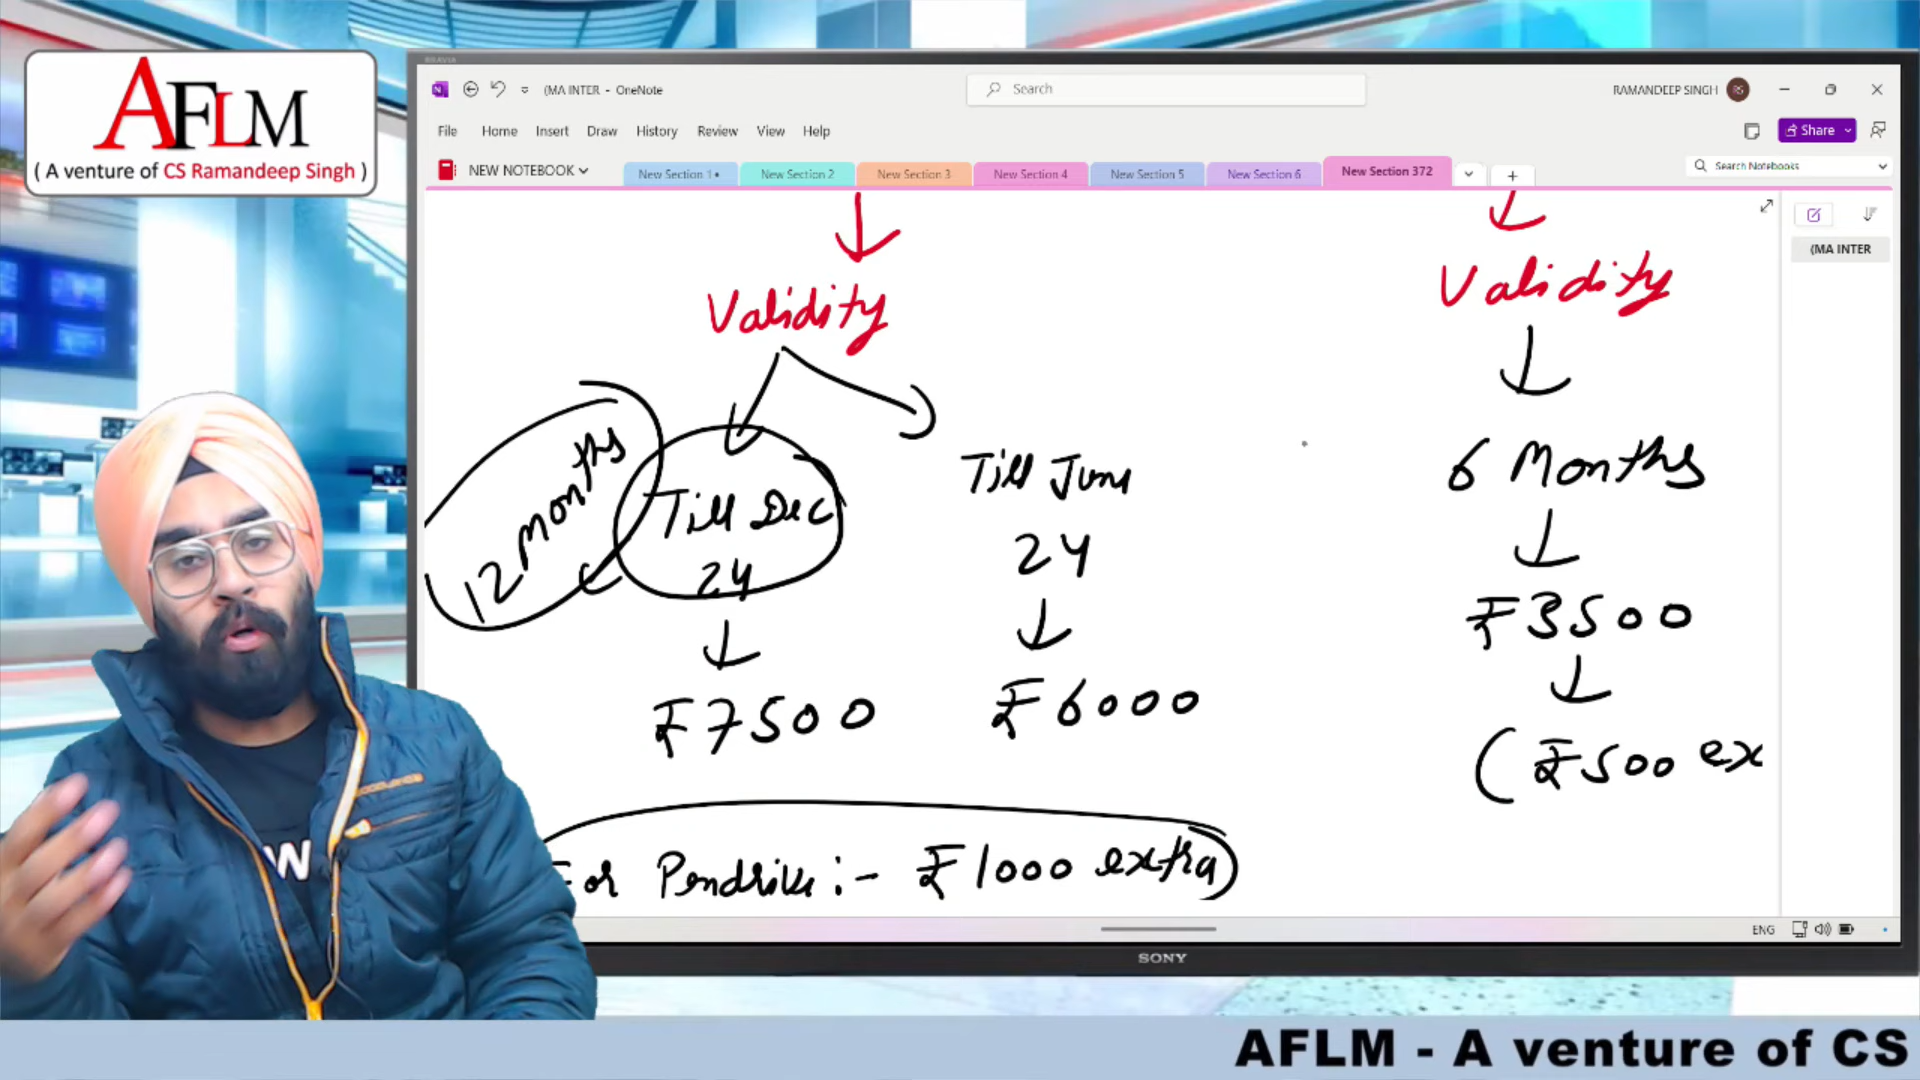 AFLM
( A venture of CS Ramandeep Singh )
BRAVIA
(MA INTER - OneNote
Search
RAMANDEEP SINGH
RS
File Home Insert Draw History Review View Help
Share
NEW NOTEBOOK
New Section 1
New Section 2
New Section 3
New Section 4
New Section 5
New Section 6
New Section 372
+
Search Notebooks
(MA INTER
Validity
12 months
Till Dec
24
₹7500
Till June
24
₹6000
Validity
6 Months
₹3500
(₹500 ex
For Pendrive :- ₹1000 extra
W
ENG
SONY
AFLM - A venture of CS